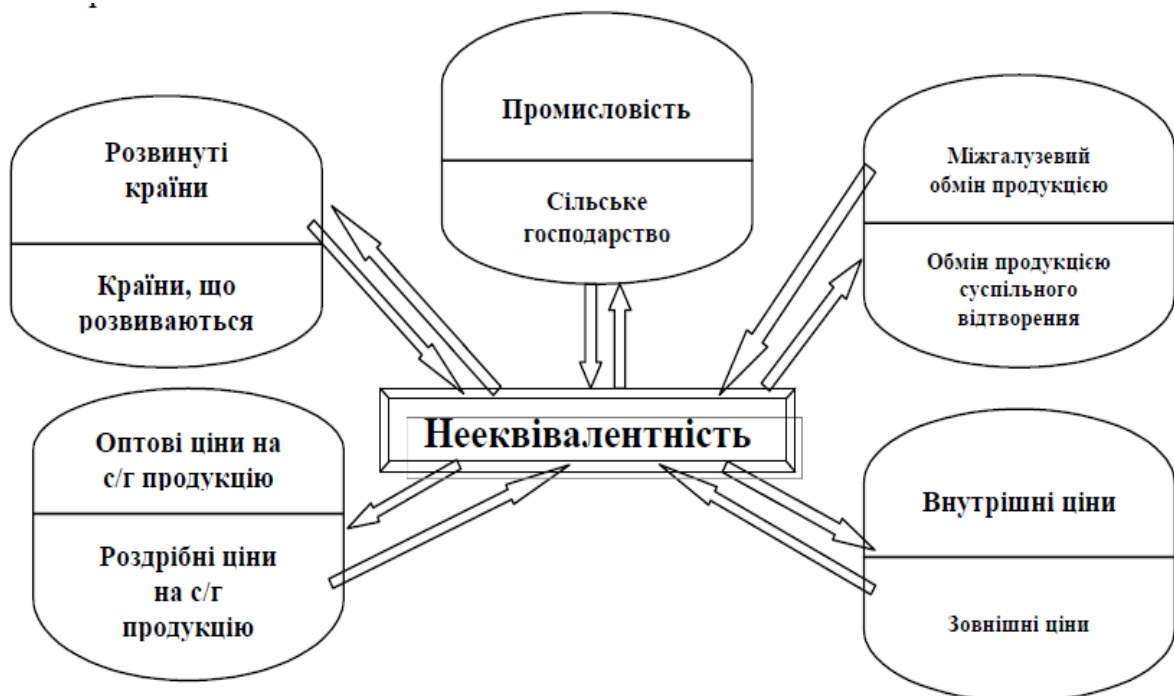 Промисловість
Сільське
господарство
Розвинуті
країни
Країни, що
розвиваються
Міжгалузевий
обмін продукцією
Обмін продукцією
суспільного
відтворення
Нееквівалентність
Оптові ціни на
с/г продукцію
Роздрібні ціни
на с/г
продукцію
Внутрішні ціни
Зовнішні ціни